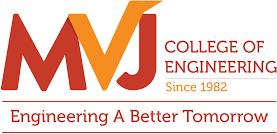 MVJ
COLLEGE OF
ENGINEERING
Since 1982
Engineering A Better Tomorrow